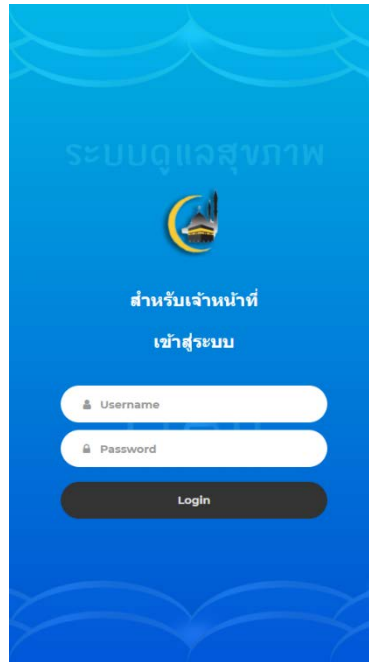 ระบบดูแลสุขภาพ
สำหรับเจ้าหน้าที่
เข้าสู่ระบบ
Username
Password
Login